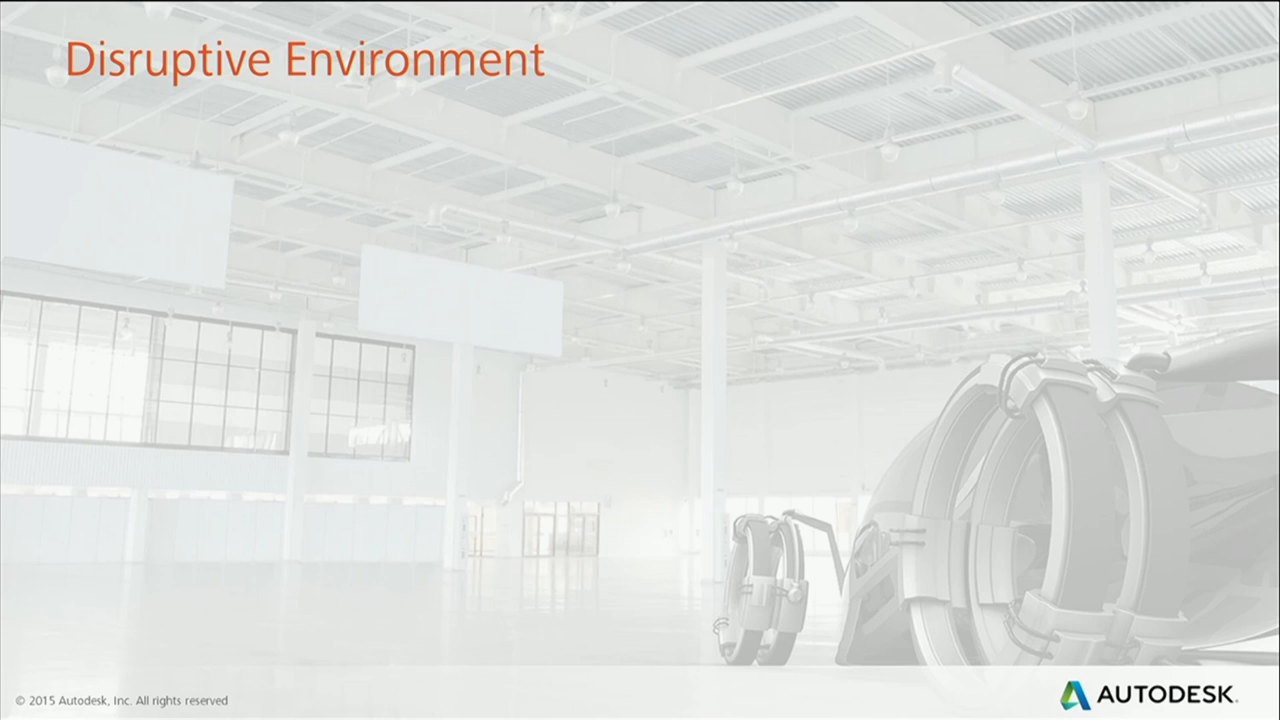 Disruptive Environment
© 2015 Autodesk, Inc. All rights reserved
AUTODESK.